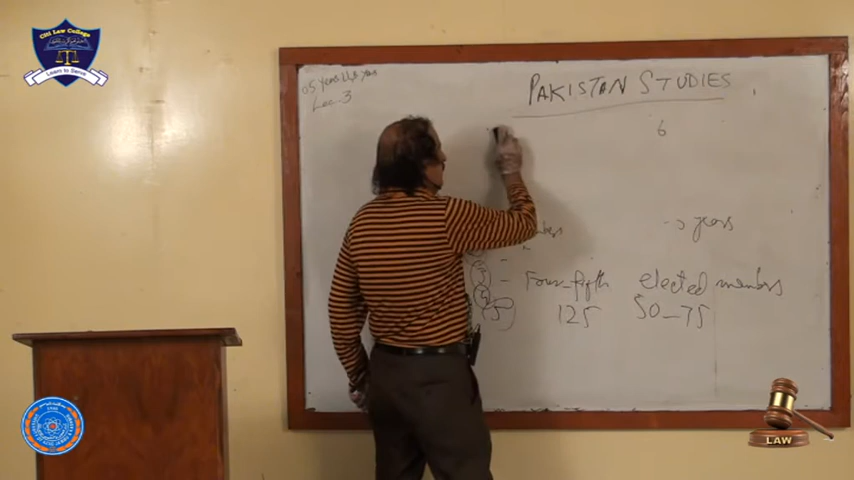 Citi Law College
Learn to Serve
05 Years LLB
Lec 3
PAKISTAN STUDIES
6
years
Four-fifth elected members
5 125 50-75
LAW